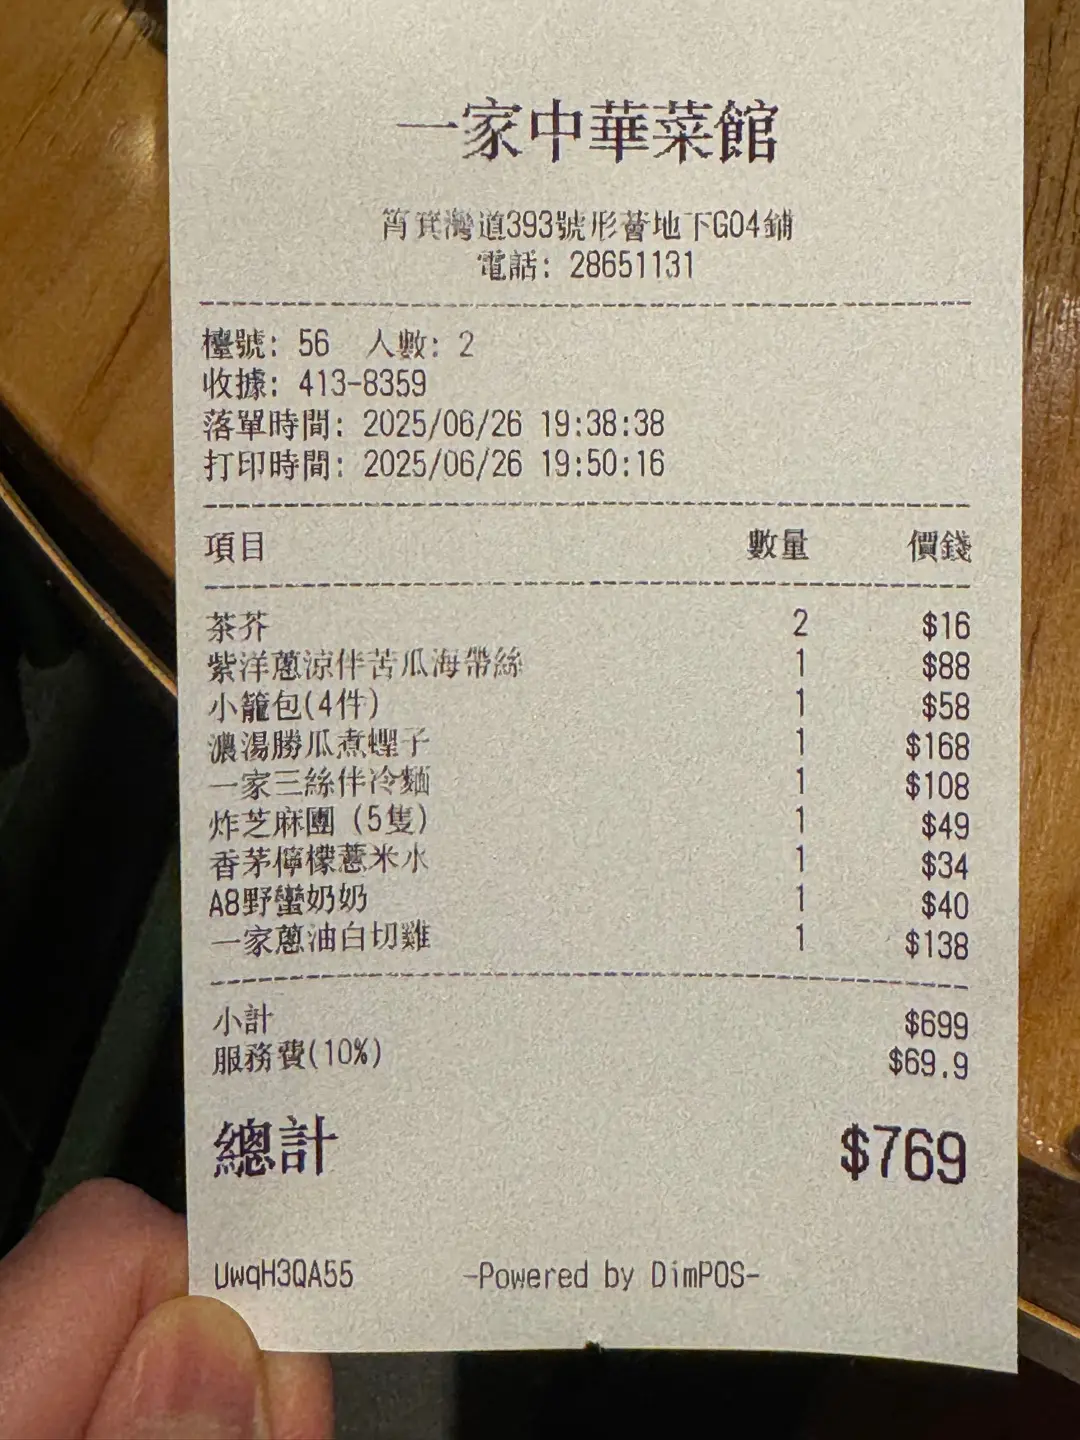 一家中華菜館
筲箕灣道393號形薈地下G04鋪
電話: 28651131
檯號: 56 人數: 2
收據: 413-8359
落單時間: 2025/06/26 19:38:38
打印時間: 2025/06/26 19:50:16
項目 數量 價錢
茶芥 2 $16
紫洋蔥涼伴苦瓜海帶絲 1 $88
小籠包(4件) 1 $58
濃湯勝瓜煮蟶子 1 $168
一家三絲伴冷麵 1 $108
炸芝麻團 (5隻) 1 $49
香茅檸檬薏米水 1 $34
A8野蠻奶奶 1 $40
一家蔥油白切雞 1 $138
小計 $699
服務費(10%) $69.9
總計 $769
UwqH3QA55 -Powered by DimPOS-